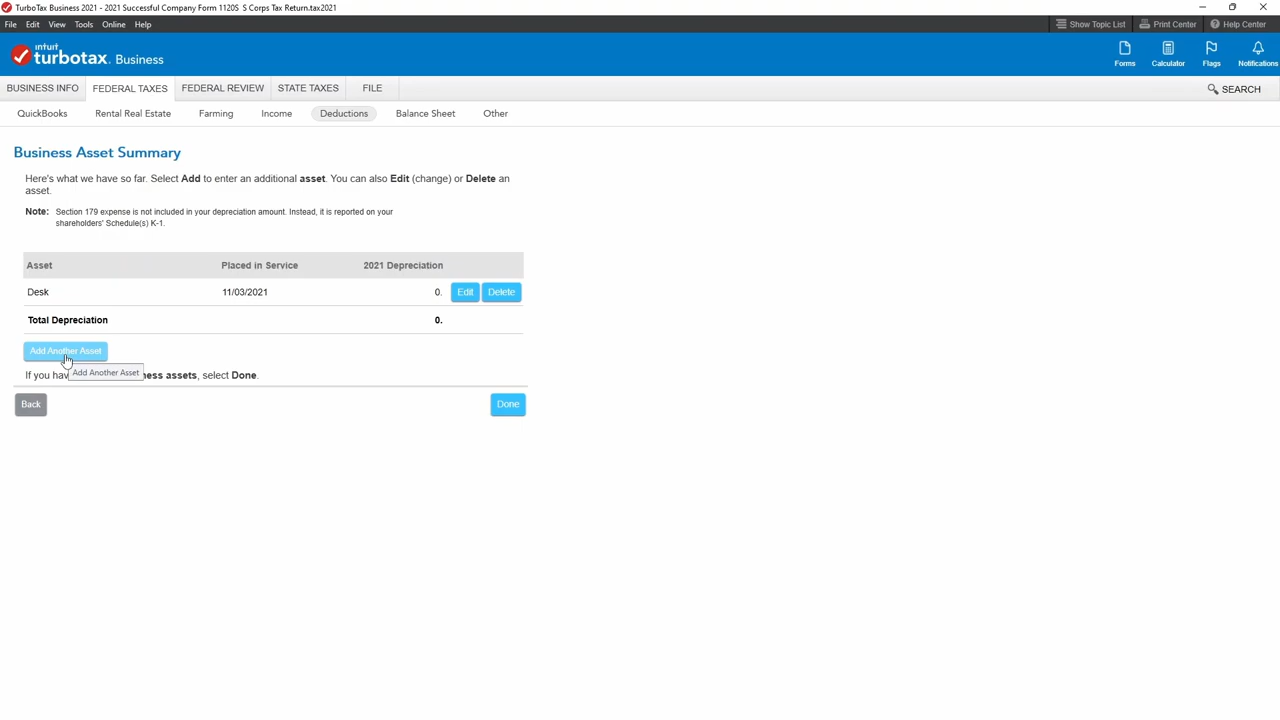 TurboTax Business 2021 - 2021 Successful Company Form 1120S S Corps Tax Return.tax2021
File Edit View Tools Online Help
Show Topic List Print Center Help Center
intuit
turbotax. Business
Forms Calculator Flags Notifications
BUSINESS INFO FEDERAL TAXES FEDERAL REVIEW STATE TAXES FILE SEARCH
QuickBooks Rental Real Estate Farming Income Deductions Balance Sheet Other
Business Asset Summary
Here's what we have so far. Select Add to enter an additional asset. You can also Edit (change) or Delete an
asset.
Note: Section 179 expense is not included in your depreciation amount. Instead, it is reported on your
shareholders' Schedule(s) K-1.
Asset Placed in Service 2021 Depreciation
Desk 11/03/2021 0. Edit Delete
Total Depreciation 0.
Add Another Asset
Add Another Asset
If you have assets, select Done.
Back Done